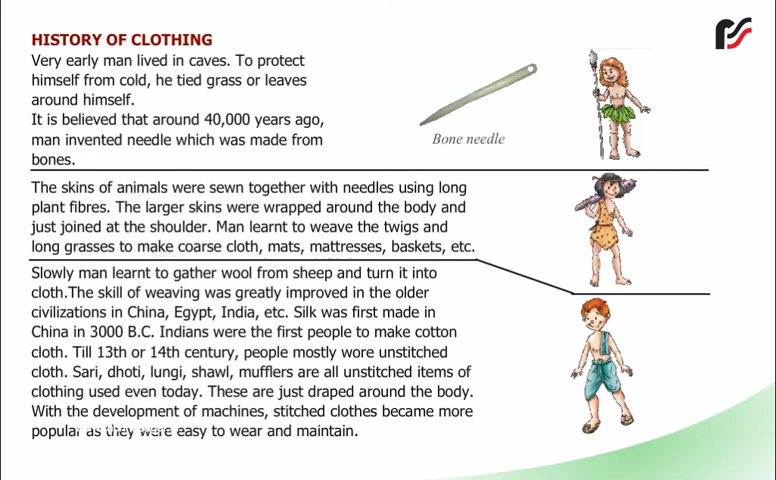 HISTORY OF CLOTHING
Very early man lived in caves. To protect
himself from cold, he tied grass or leaves
around himself.
It is believed that around 40,000 years ago,
man invented needle which was made from
bones.
Bone needle
The skins of animals were sewn together with needles using long
plant fibres. The larger skins were wrapped around the body and
just joined at the shoulder. Man learnt to weave the twigs and
long grasses to make coarse cloth, mats, mattresses, baskets, etc.
Slowly man learnt to gather wool from sheep and turn it into
cloth.The skill of weaving was greatly improved in the older
civilizations in China, Egypt, India, etc. Silk was first made in
China in 3000 B.C. Indians were the first people to make cotton
cloth. Till 13th or 14th century, people mostly wore unstitched
cloth. Sari, dhoti, lungi, shawl, mufflers are all unstitched items of
clothing used even today. These are just draped around the body.
With the development of machines, stitched clothes became more
popular as they were easy to wear and maintain.